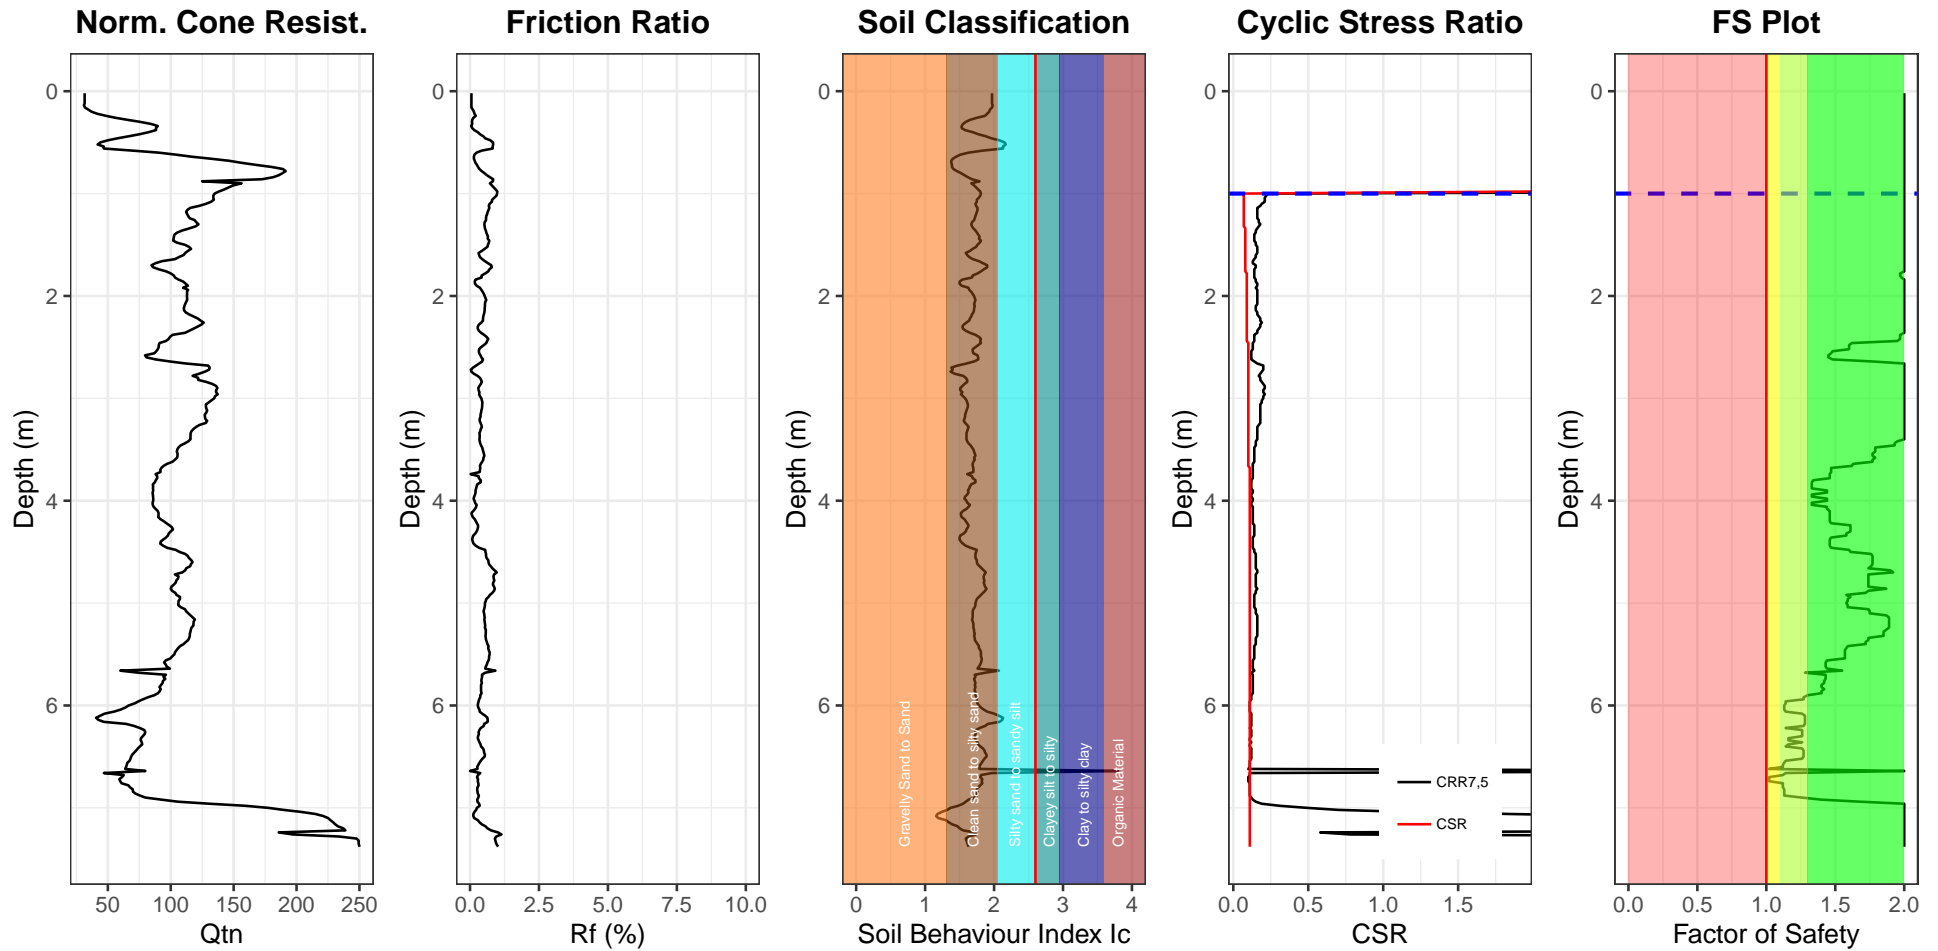 Norm. Cone Resist.
Friction Ratio
Soil Classification
Cyclic Stress Ratio
FS Plot
Depth (m)
0
2
4
6
50
100
150
200
250
Qtn
Depth (m)
0
2
4
6
0.0
2.5
5.0
7.5
10.0
Rf (%)
Depth (m)
0
2
4
6
Gravelly Sand to Sand
Clean sand to silty sand
Silty sand to sandy silt
Clayey silt to silty
Clay to silty clay
Organic Material
0
1
2
3
4
Soil Behaviour Index Ic
Depth (m)
0
2
4
6
CRR7,5
CSR
0.0
0.5
1.0
1.5
CSR
Depth (m)
0
2
4
6
0.0
0.5
1.0
1.5
2.0
Factor of Safety